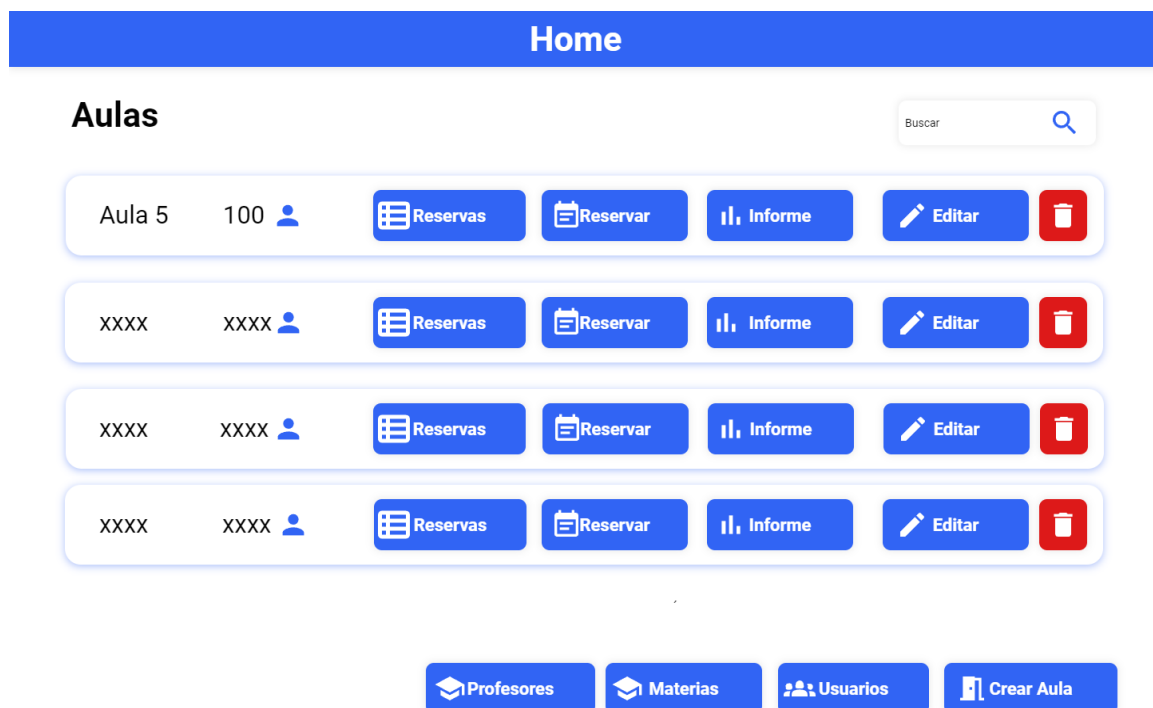 Home
Aulas
Buscar
Aula 5 100 Reservas Reservar Informe Editar
xxxx xxxx Reservas Reservar Informe Editar
xxxx xxxx Reservas Reservar Informe Editar
xxxx xxxx Reservas Reservar Informe Editar
Profesores Materias Usuarios Crear Aula